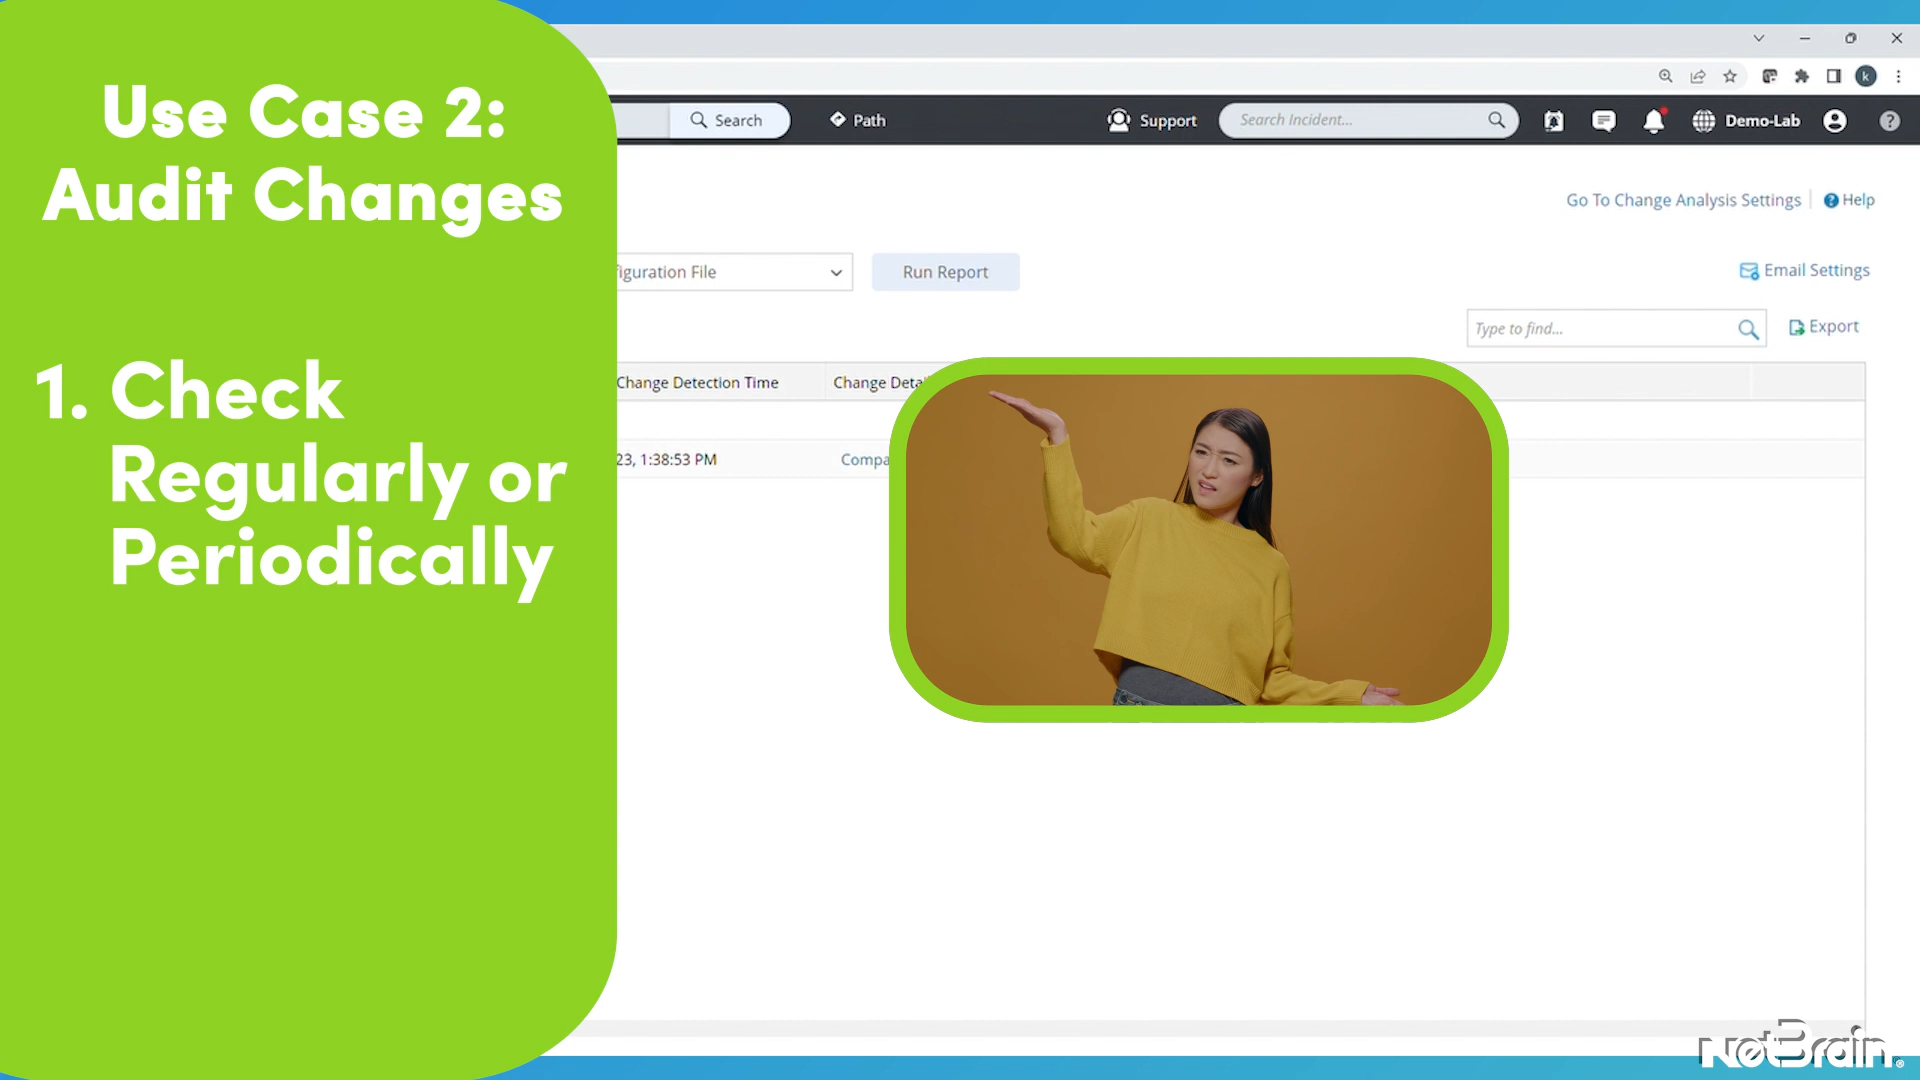 Use Case 2:
Audit Changes
1. Check
Regularly or
Periodically
k
Search
Path
Support
Search Incident...
Demo-Lab
?
Go To Change Analysis Settings
? Help
figuration File
Run Report
Email Settings
Type to find...
Export
Change Detection Time
Change Deta
23, 1:38:53 PM
Compa
NetBrain®